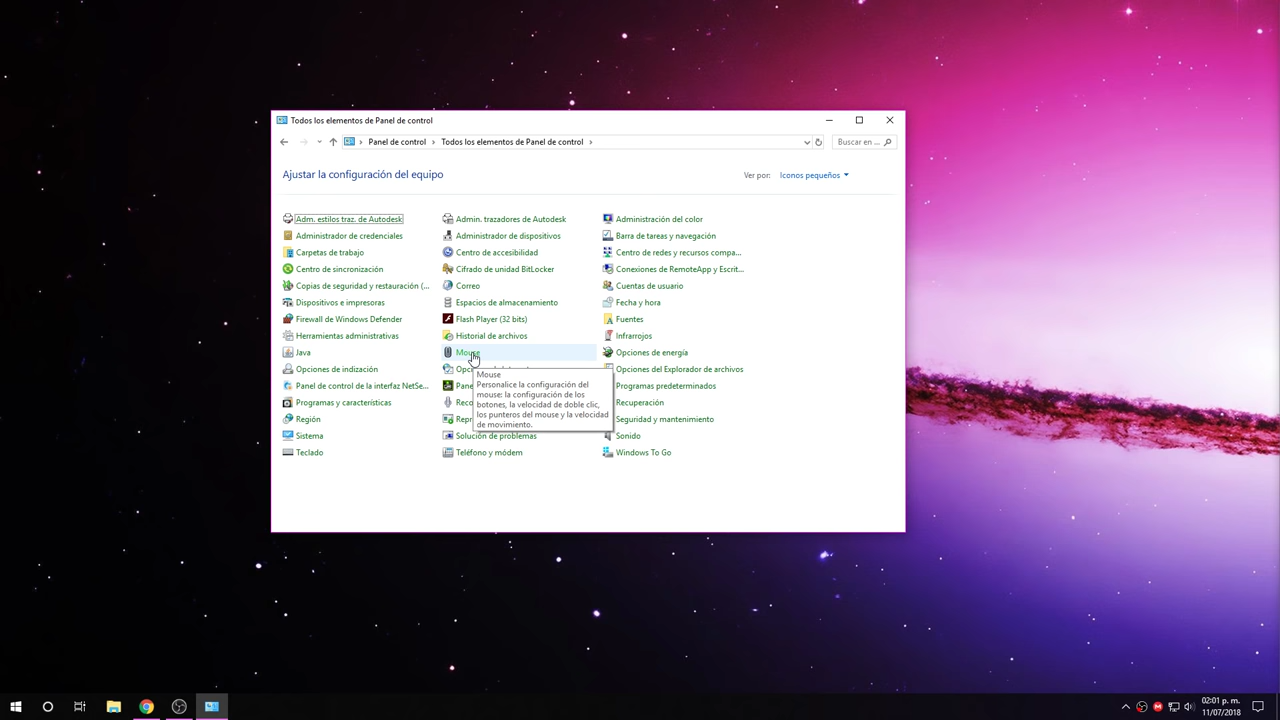 Todos los elementos de Panel de control
Panel de control
Todos los elementos de Panel de control
Buscar en ...
Ajustar la configuración del equipo
Ver por:
Iconos pequeños
Adm. estilos traz. de Autodesk
Admin. trazadores de Autodesk
Administración del color
Administrador de credenciales
Administrador de dispositivos
Barra de tareas y navegación
Carpetas de trabajo
Centro de accesibilidad
Centro de redes y recursos compa...
Centro de sincronización
Cifrado de unidad BitLocker
Conexiones de RemoteApp y Escrit...
Copias de seguridad y restauración (...
Correo
Cuentas de usuario
Dispositivos e impresoras
Espacios de almacenamiento
Fecha y hora
Firewall de Windows Defender
Flash Player (32 bits)
Fuentes
Herramientas administrativas
Historial de archivos
Infrarrojos
Java
Mouse
Opciones de energía
Opciones de indización
Opciones del Explorador de archivos
Panel de control de la interfaz NetSe...
Programas predeterminados
Programas y características
Recuperación
Región
Seguridad y mantenimiento
Sistema
Solución de problemas
Sonido
Teclado
Teléfono y módem
Windows To Go
Mouse
Personalice la configuración del
mouse: la configuración de los
botones, la velocidad de doble clic,
los punteros del mouse y la velocidad
de movimiento.
02:01 p. m.
11/07/2018